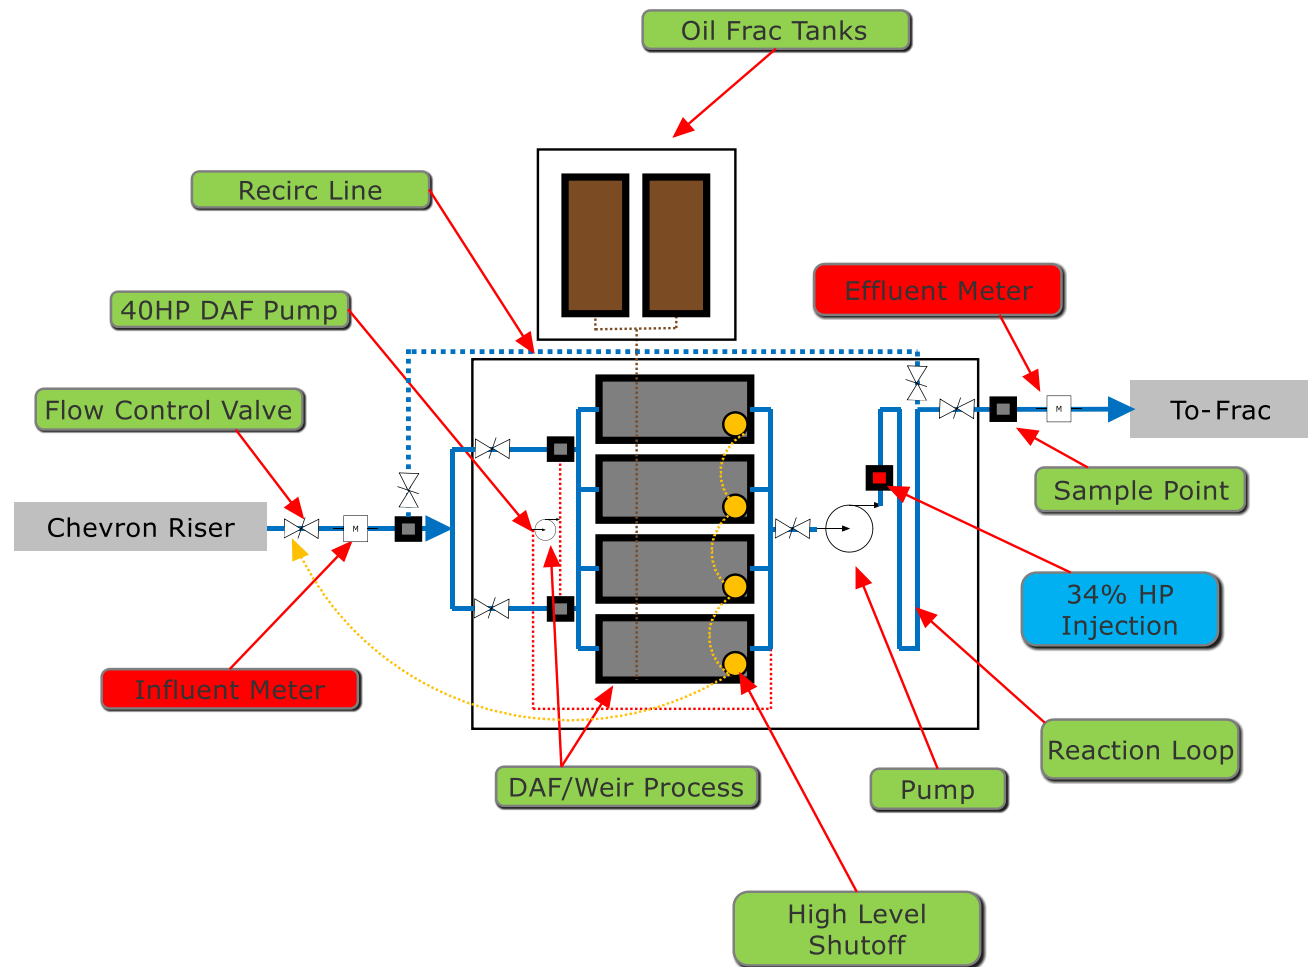 Oil Frac Tanks
Recirc Line
Effluent Meter
40HP DAF Pump
Flow Control Valve
M
To-Frac
Sample Point
Chevron Riser
M
34% HP
Injection
Influent Meter
Reaction Loop
DAF/Weir Process
Pump
High Level
Shutoff